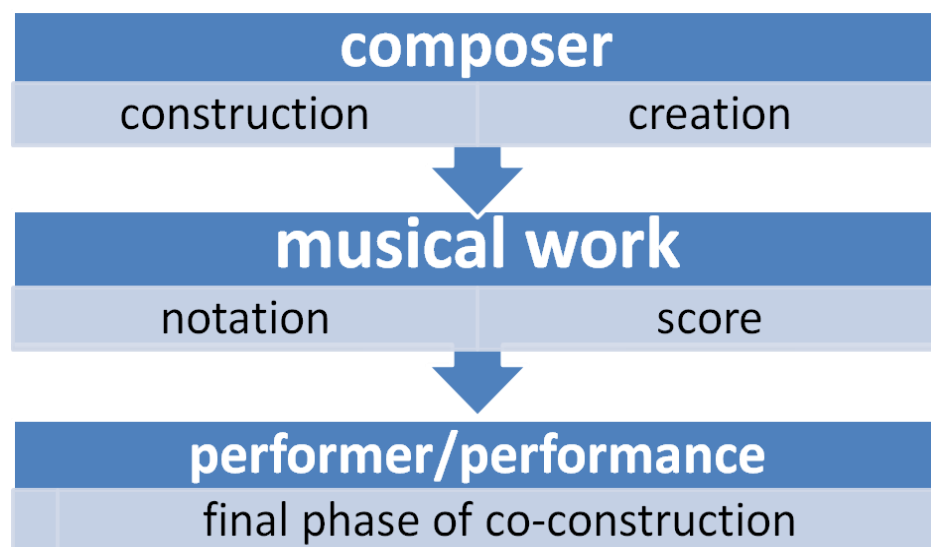 composer
construction creation
musical work
notation score
performer/performance
final phase of co-construction